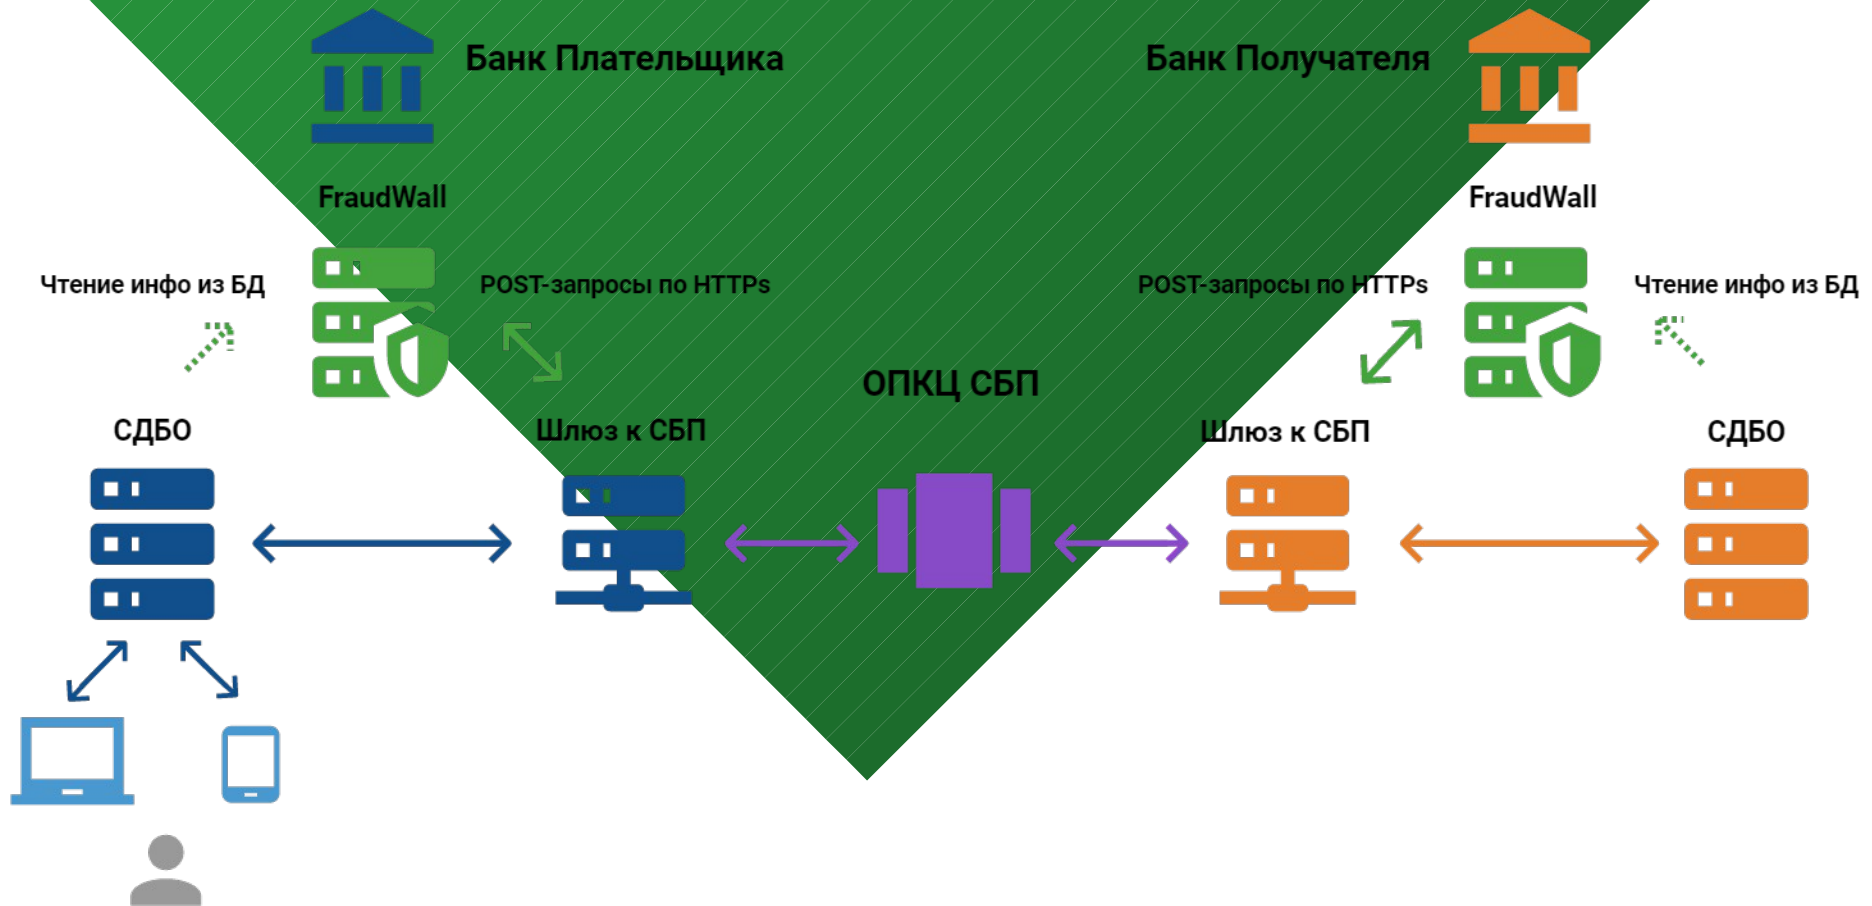 Банк Плательщика
Банк Получателя
FraudWall
FraudWall
Чтение инфо из БД
POST-запросы по HTTPs
POST-запросы по HTTPs
Чтение инфо из БД
ОПКЦ СБП
СДБО
Шлюз к СБП
Шлюз к СБП
СДБО